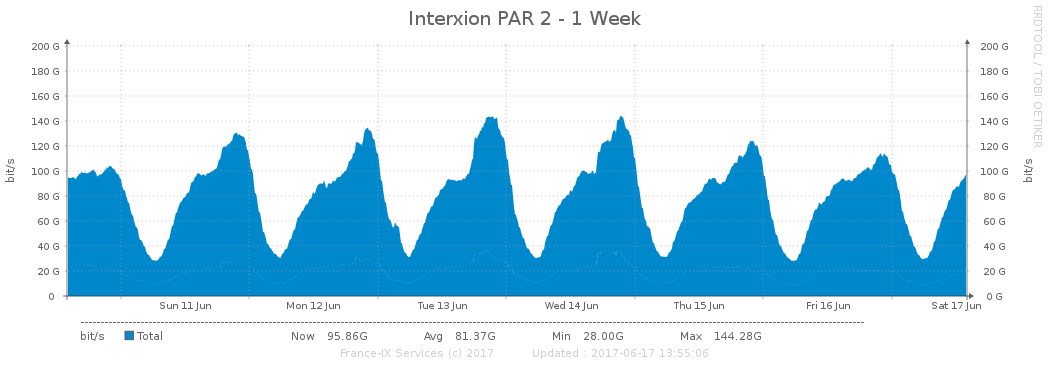 Interxion PAR 2 - 1 Week
RRDTOOL / TOBI OETIKER
200 G 200 G
180 G 180 G
160 G 160 G
140 G 140 G
120 G 120 G
100 G 100 G
80 G 80 G
60 G 60 G
40 G 40 G
20 G 20 G
0 0 G
bit/s
bit/s
Sun 11 Jun Mon 12 Jun Tue 13 Jun Wed 14 Jun Thu 15 Jun Fri 16 Jun Sat 17 Jun
bit/s Total Now 95.86G Avg 81.37G Min 28.00G Max 144.28G
France-IX Services (c) 2017 Updated : 2017-06-17 13:55:06